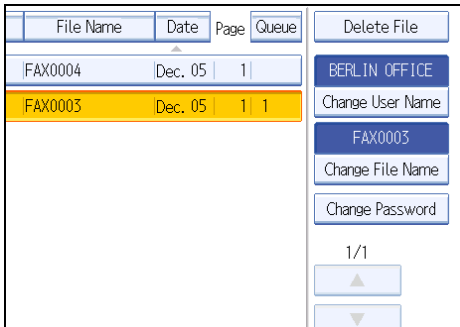 File Name Date Page Queue Delete File
FAX0004 Dec. 05 1 BERLIN OFFICE
Change User Name
FAX0003 Dec. 05 1 1
FAX0003
Change File Name
Change Password
1/1